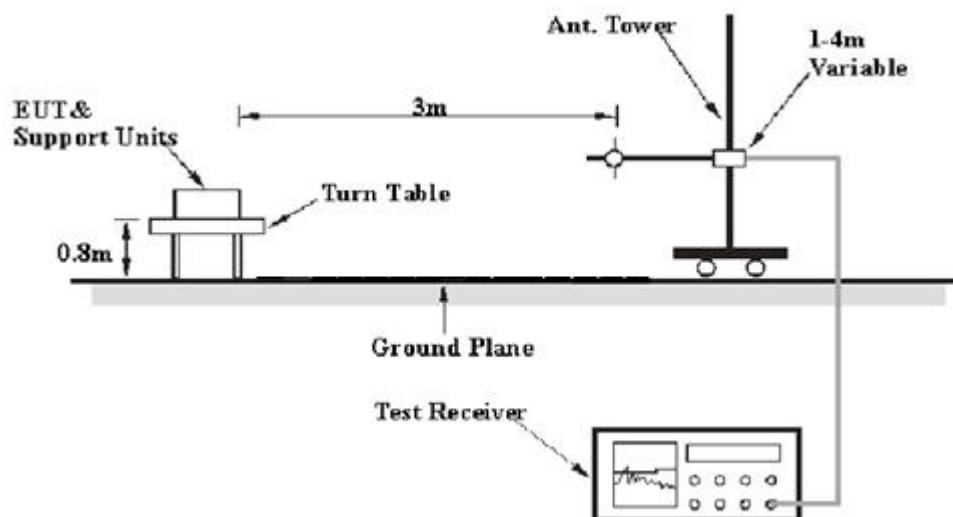 Ant. Tower
1-4m
Variable
3m
EUT&
Support Units
Turn Table
0.8m
Ground Plane
Test Receiver